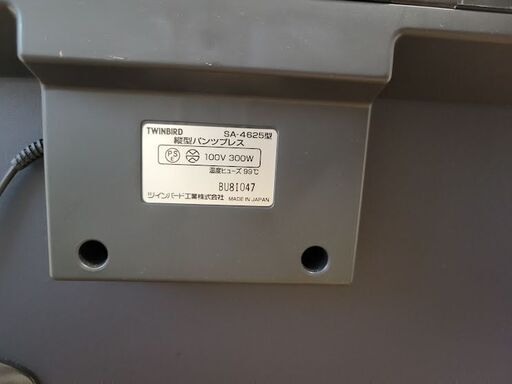 TWINBIRD SA-4625型
縦型パンツプレス
PSE 100V 300W
温度ヒューズ 99℃
BU8I047
ツインバード工業株式会社 MADE IN JAPAN